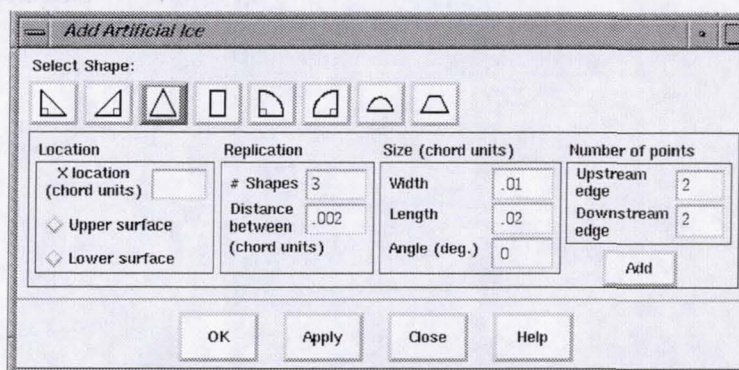 Add Artificial Ice
Select Shape:
Location
X location
(chord units)
Upper surface
Lower surface
Replication
# Shapes 3
Distance
between .002
(chord units)
Size (chord units)
Width .01
Length .02
Angle (deg.) 0
Number of points
Upstream
edge 2
Downstream
edge 2
Add
OK Apply Close Help